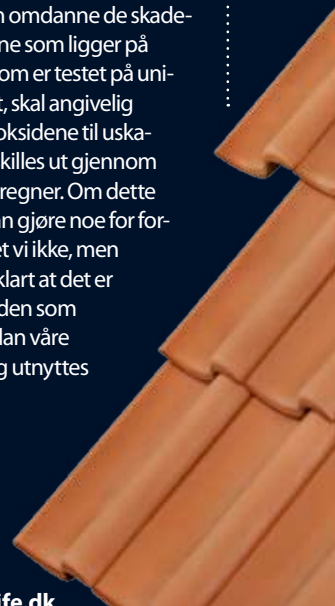 n omdanne de skade-
ne som ligger på
om er testet på uni-
t, skal angivelig
oksidene til uska-
killes ut gjennom
regner. Om dette
an gjøre noe for for-
et vi ikke, men
klart at det er
den som
dan våre
g utnyttes
ife.dk